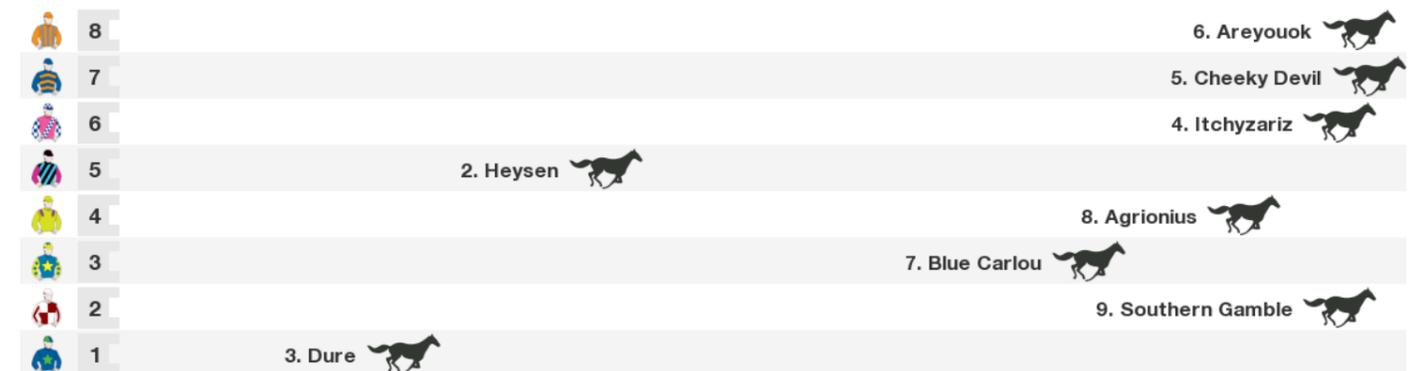 8 6. Areyouok
7 5. Cheeky Devil
6 4. Itchyzariz
5 2. Heysen
4 8. Agrionius
3 7. Blue Carlou
2 9. Southern Gamble
1 3. Dure